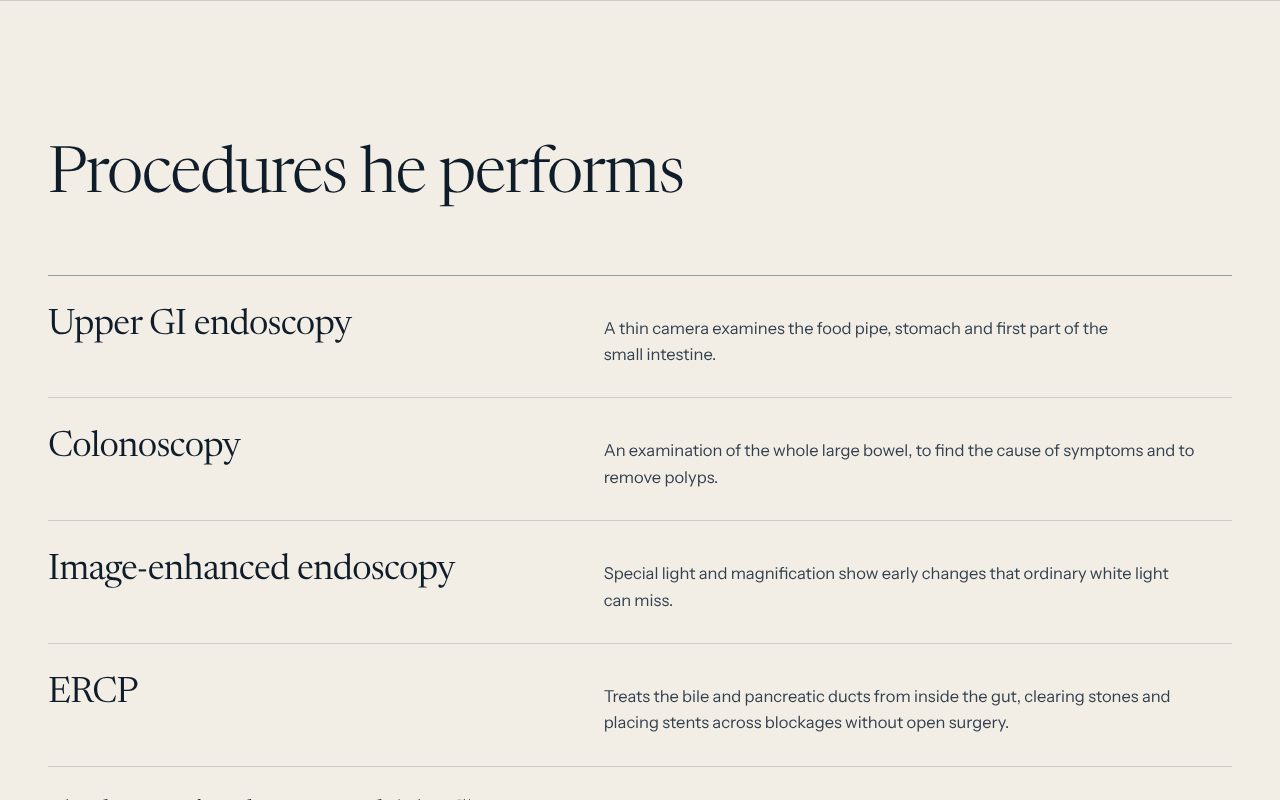 Procedures he performs
Upper GI endoscopy
A thin camera examines the food pipe, stomach and first part of the
small intestine.
Colonoscopy
An examination of the whole large bowel, to find the cause of symptoms and to
remove polyps.
Image-enhanced endoscopy
Special light and magnification show early changes that ordinary white light
can miss.
ERCP
Treats the bile and pancreatic ducts from inside the gut, clearing stones and
placing stents across blockages without open surgery.